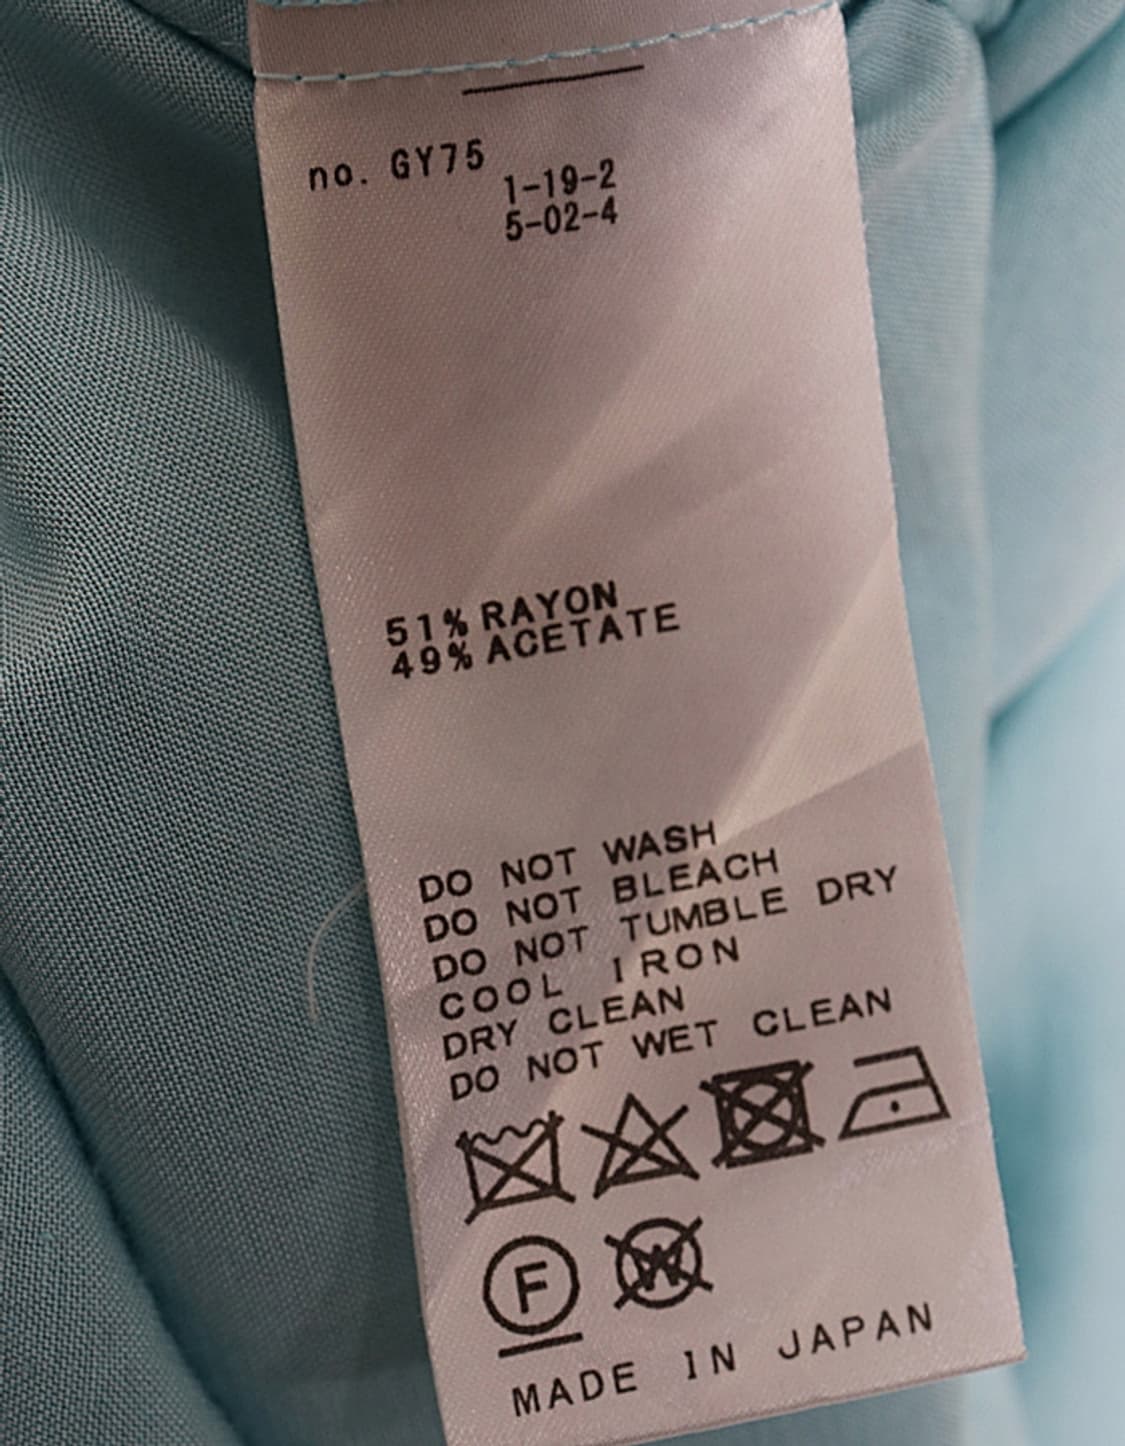 no. GY75
1-19-2
5-02-4
51% RAYON
49% ACETATE
DO NOT WASH
DO NOT BLEACH
DO NOT TUMBLE DRY
COOL IRON
DRY CLEAN
DO NOT WET CLEAN
F W
MADE IN JAPAN